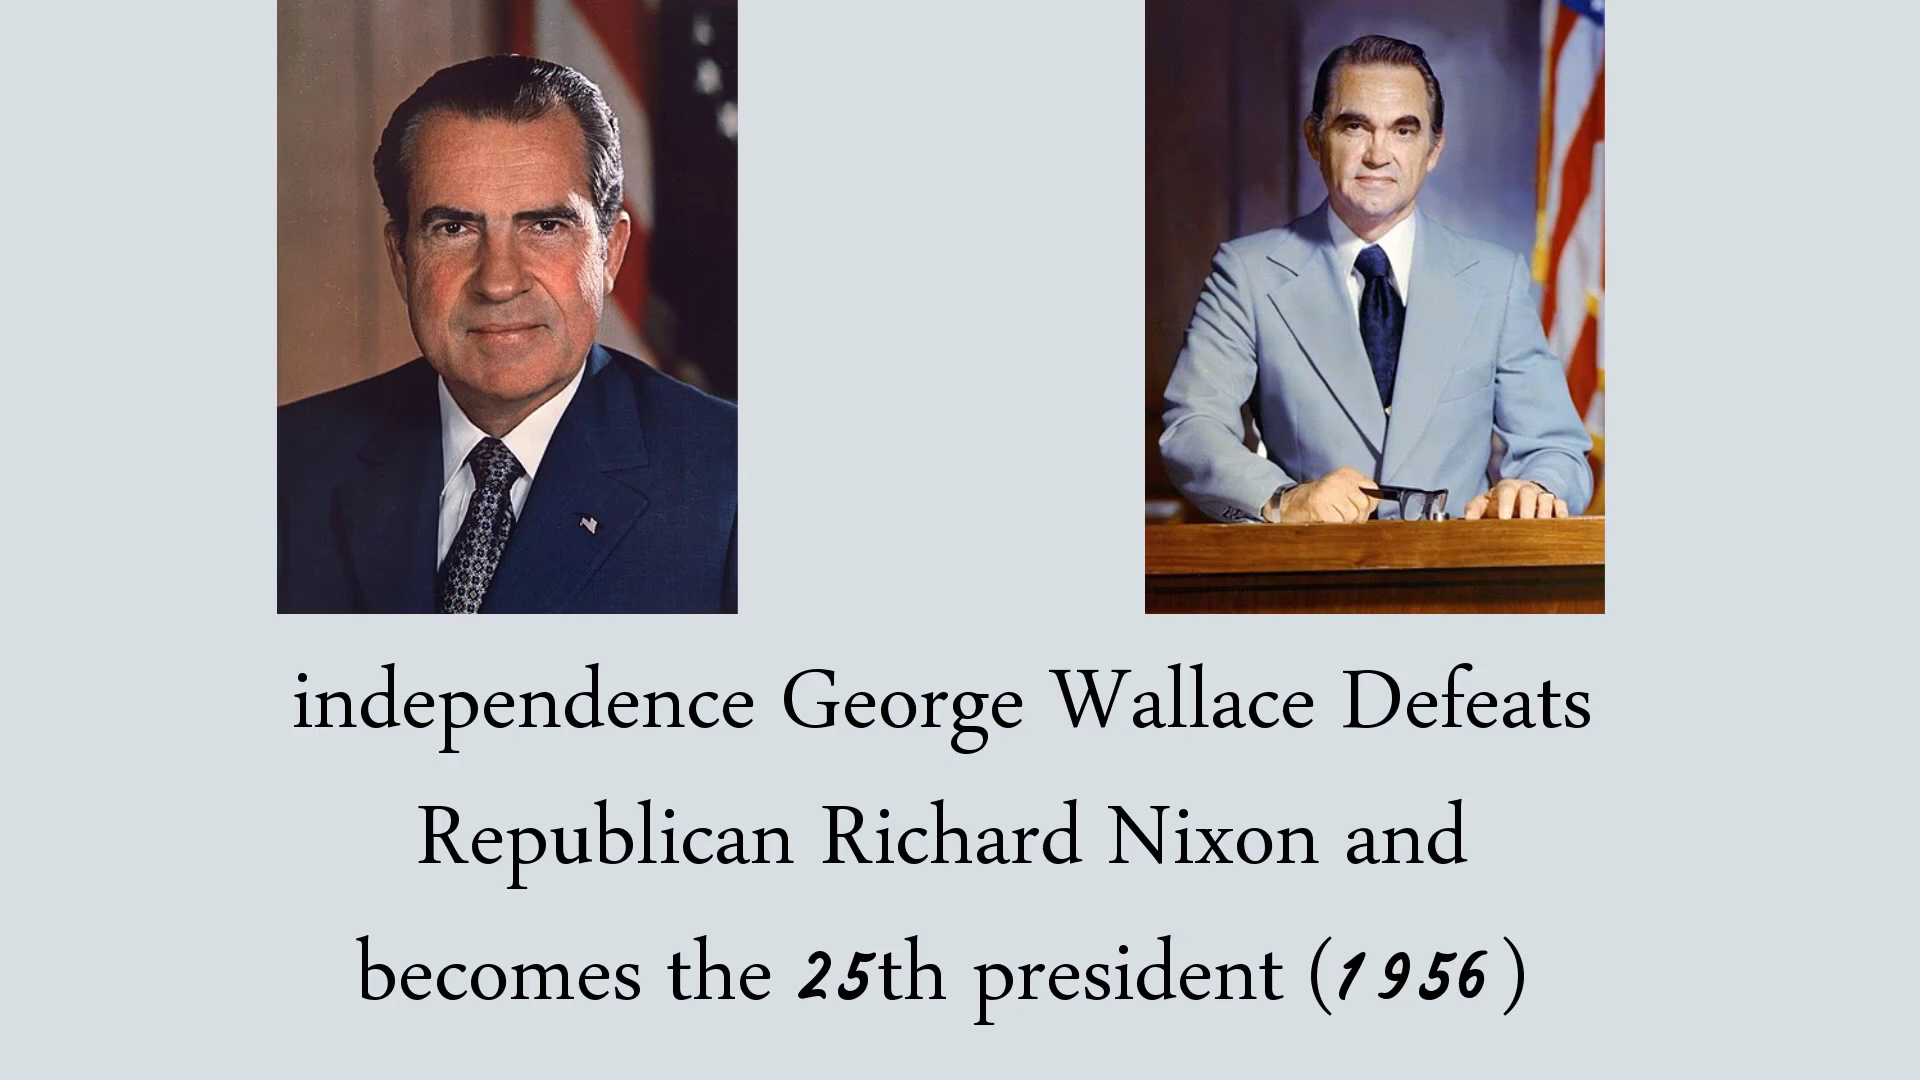 independence George Wallace Defeats
Republican Richard Nixon and
becomes the 25th president (1956)